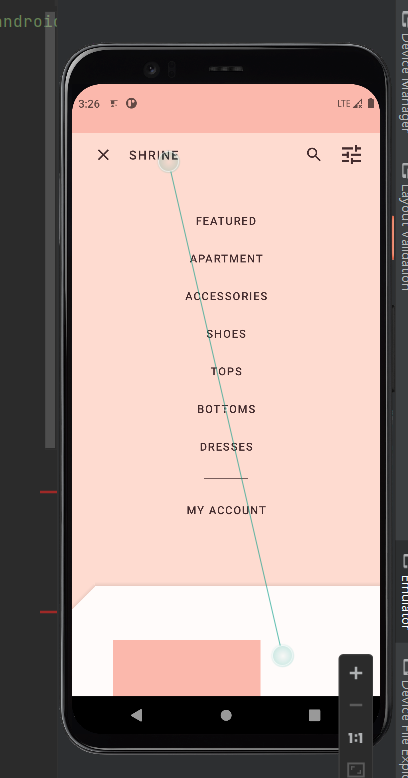 androi
3:26
LTE
SHRINE
FEATURED
APARTMENT
ACCESSORIES
SHOES
TOPS
BOTTOMS
DRESSES
MY ACCOUNT
1:1
Device Manager
Layout Validation
Emulator
Device File Exp